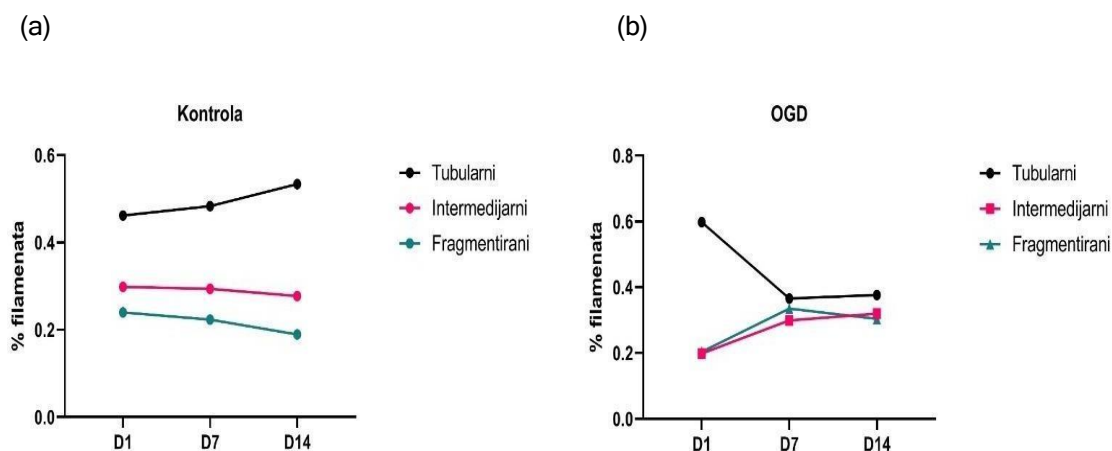 (a)
Kontrola
% filamenata
0.6
0.4
0.2
0.0
D1 D7 D14
Tubularni
Intermedijarni
Fragmentirani
(b)
OGD
% filamenata
0.8
0.6
0.4
0.2
0.0
D1 D7 D14
Tubularni
Intermedijarni
Fragmentirani